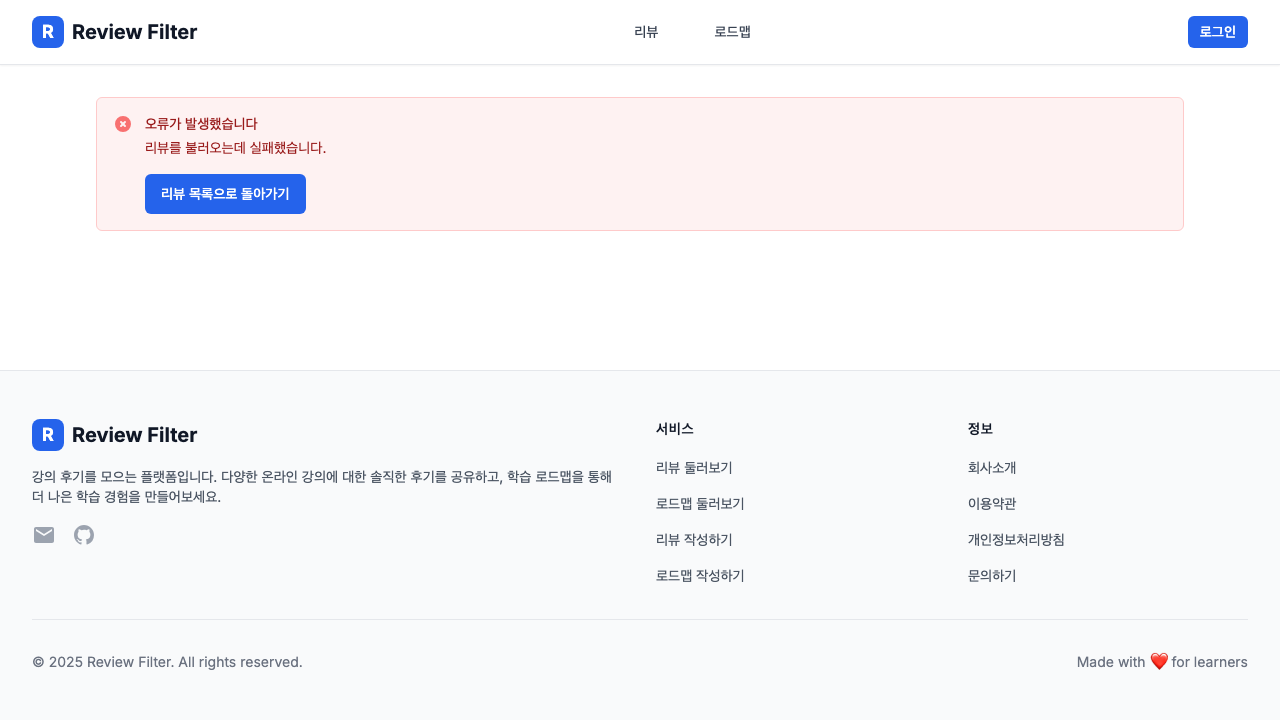 R Review Filter
리뷰 로드맵
로그인
오류가 발생했습니다
리뷰를 불러오는데 실패했습니다.
리뷰 목록으로 돌아가기
R Review Filter
강의 후기를 모으는 플랫폼입니다. 다양한 온라인 강의에 대한 솔직한 후기를 공유하고, 학습 로드맵을 통해
더 나은 학습 경험을 만들어보세요.
서비스
리뷰 둘러보기
로드맵 둘러보기
리뷰 작성하기
로드맵 작성하기
정보
회사소개
이용약관
개인정보처리방침
문의하기
© 2025 Review Filter. All rights reserved.
Made with ❤️ for learners